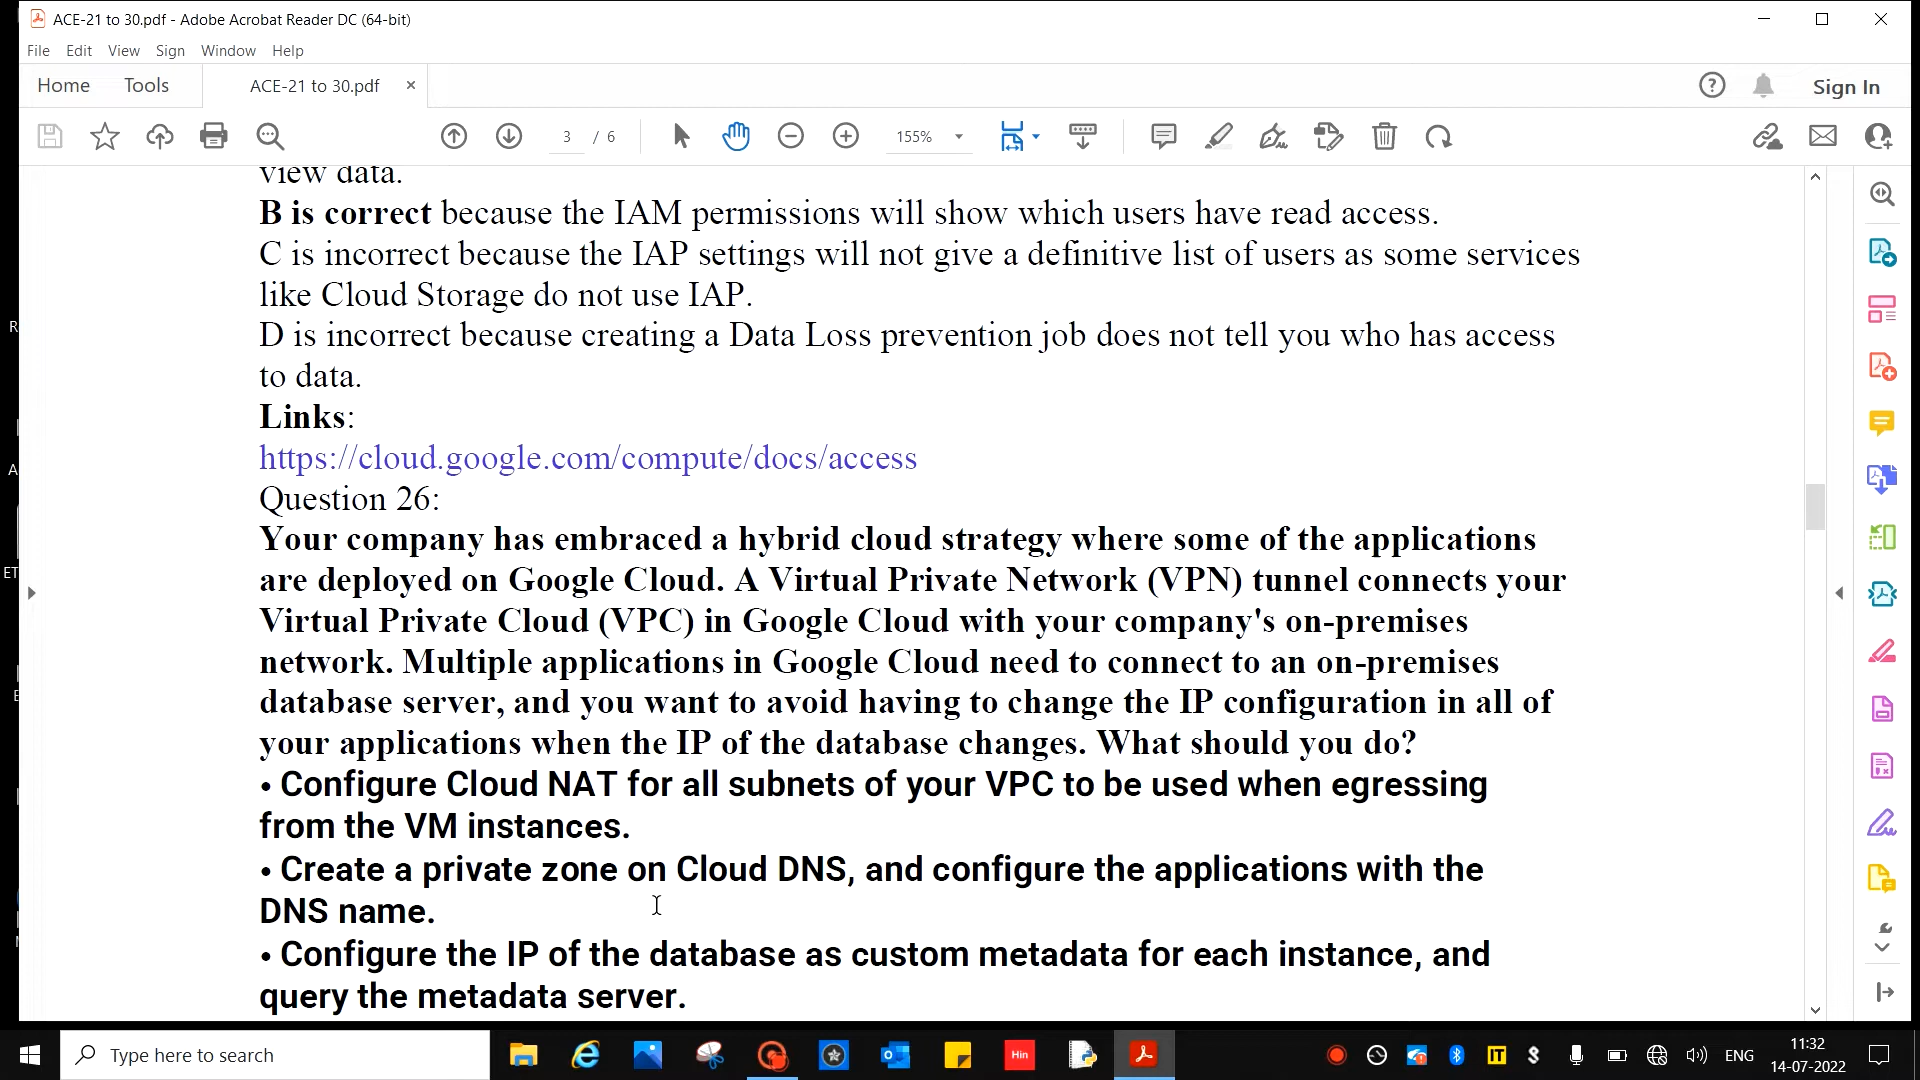 ACE-21 to 30.pdf - Adobe Acrobat Reader DC (64-bit)
File Edit View Sign Window Help
Home Tools ACE-21 to 30.pdf × Sign In
3 / 6 155%
view data.
B is correct because the IAM permissions will show which users have read access.
C is incorrect because the IAP settings will not give a definitive list of users as some services
like Cloud Storage do not use IAP.
D is incorrect because creating a Data Loss prevention job does not tell you who has access
to data.
Links:
https://cloud.google.com/compute/docs/access
Question 26:
Your company has embraced a hybrid cloud strategy where some of the applications
are deployed on Google Cloud. A Virtual Private Network (VPN) tunnel connects your
Virtual Private Cloud (VPC) in Google Cloud with your company's on-premises
network. Multiple applications in Google Cloud need to connect to an on-premises
database server, and you want to avoid having to change the IP configuration in all of
your applications when the IP of the database changes. What should you do?
• Configure Cloud NAT for all subnets of your VPC to be used when egressing
from the VM instances.
• Create a private zone on Cloud DNS, and configure the applications with the
DNS name.
• Configure the IP of the database as custom metadata for each instance, and
query the metadata server.
R
A
ET
Type here to search
Hin
IT
ENG
11:32
14-07-2022